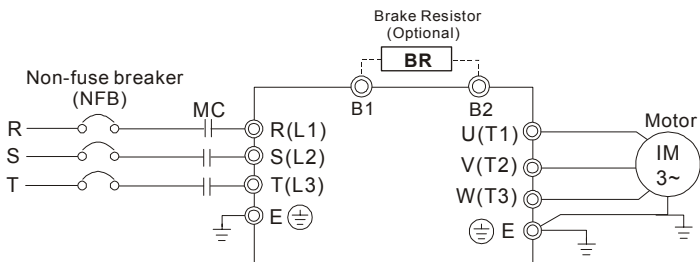 Brake Resistor
(Optional)
BR
Non-fuse breaker
(NFB)
MC
B1
B2
Motor
R
R(L1)
U(T1)
IM
3~
S
S(L2)
V(T2)
T
T(L3)
W(T3)
E
E